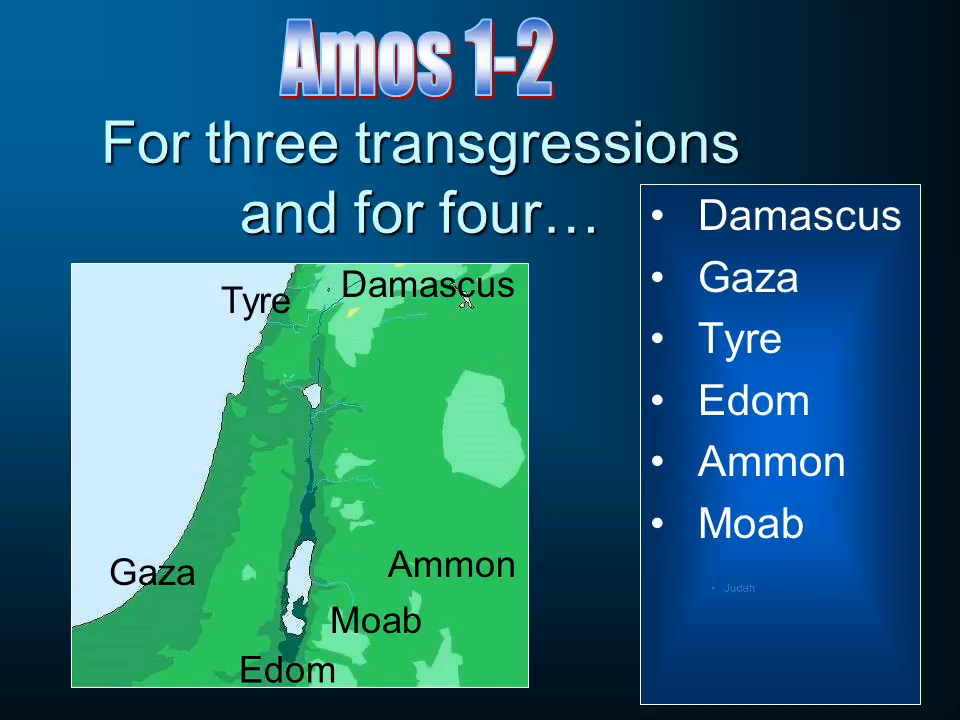 Amos 1-2
For three transgressions
and for four…
• Damascus
• Gaza
• Tyre
• Edom
• Ammon
• Moab
• Judah
Tyre
Damascus
Gaza
Ammon
Moab
Edom